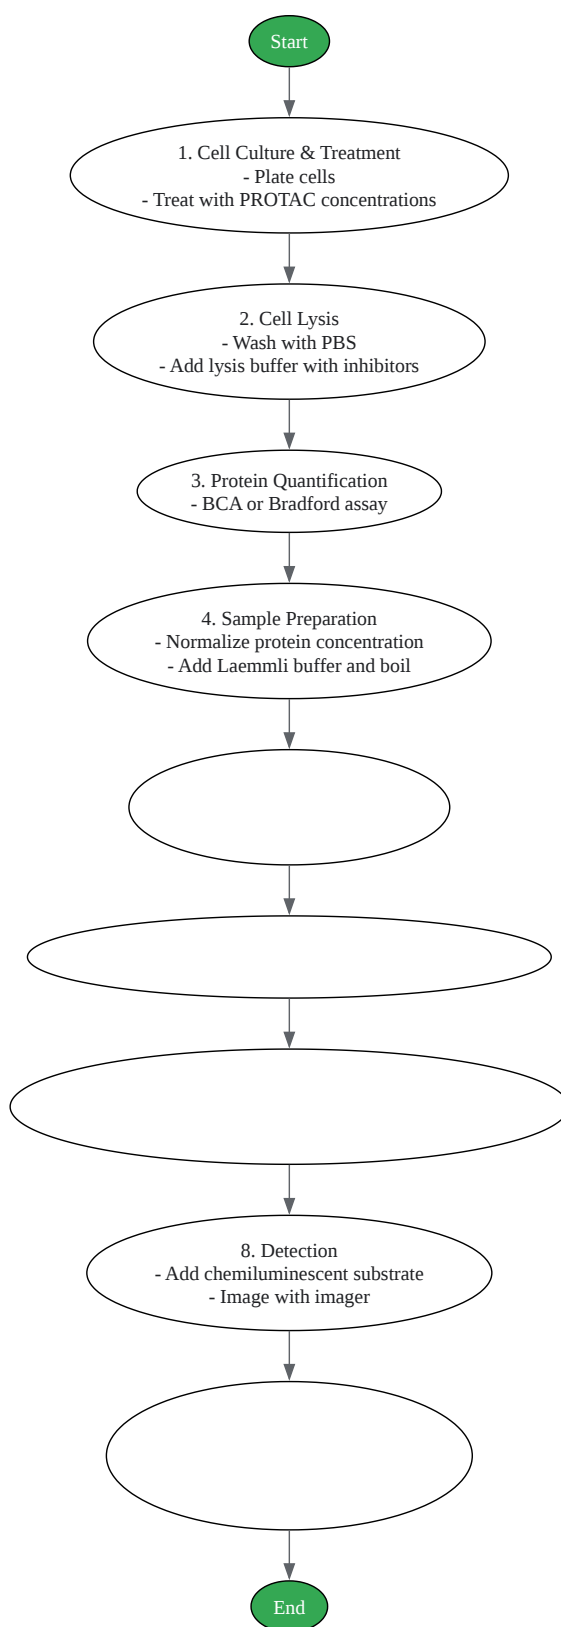 Start
1. Cell Culture & Treatment
- Plate cells
- Treat with PROTAC concentrations
2. Cell Lysis
- Wash with PBS
- Add lysis buffer with inhibitors
3. Protein Quantification
- BCA or Bradford assay
4. Sample Preparation
- Normalize protein concentration
- Add Laemmli buffer and boil
8. Detection
- Add chemiluminescent substrate
- Image with imager
End